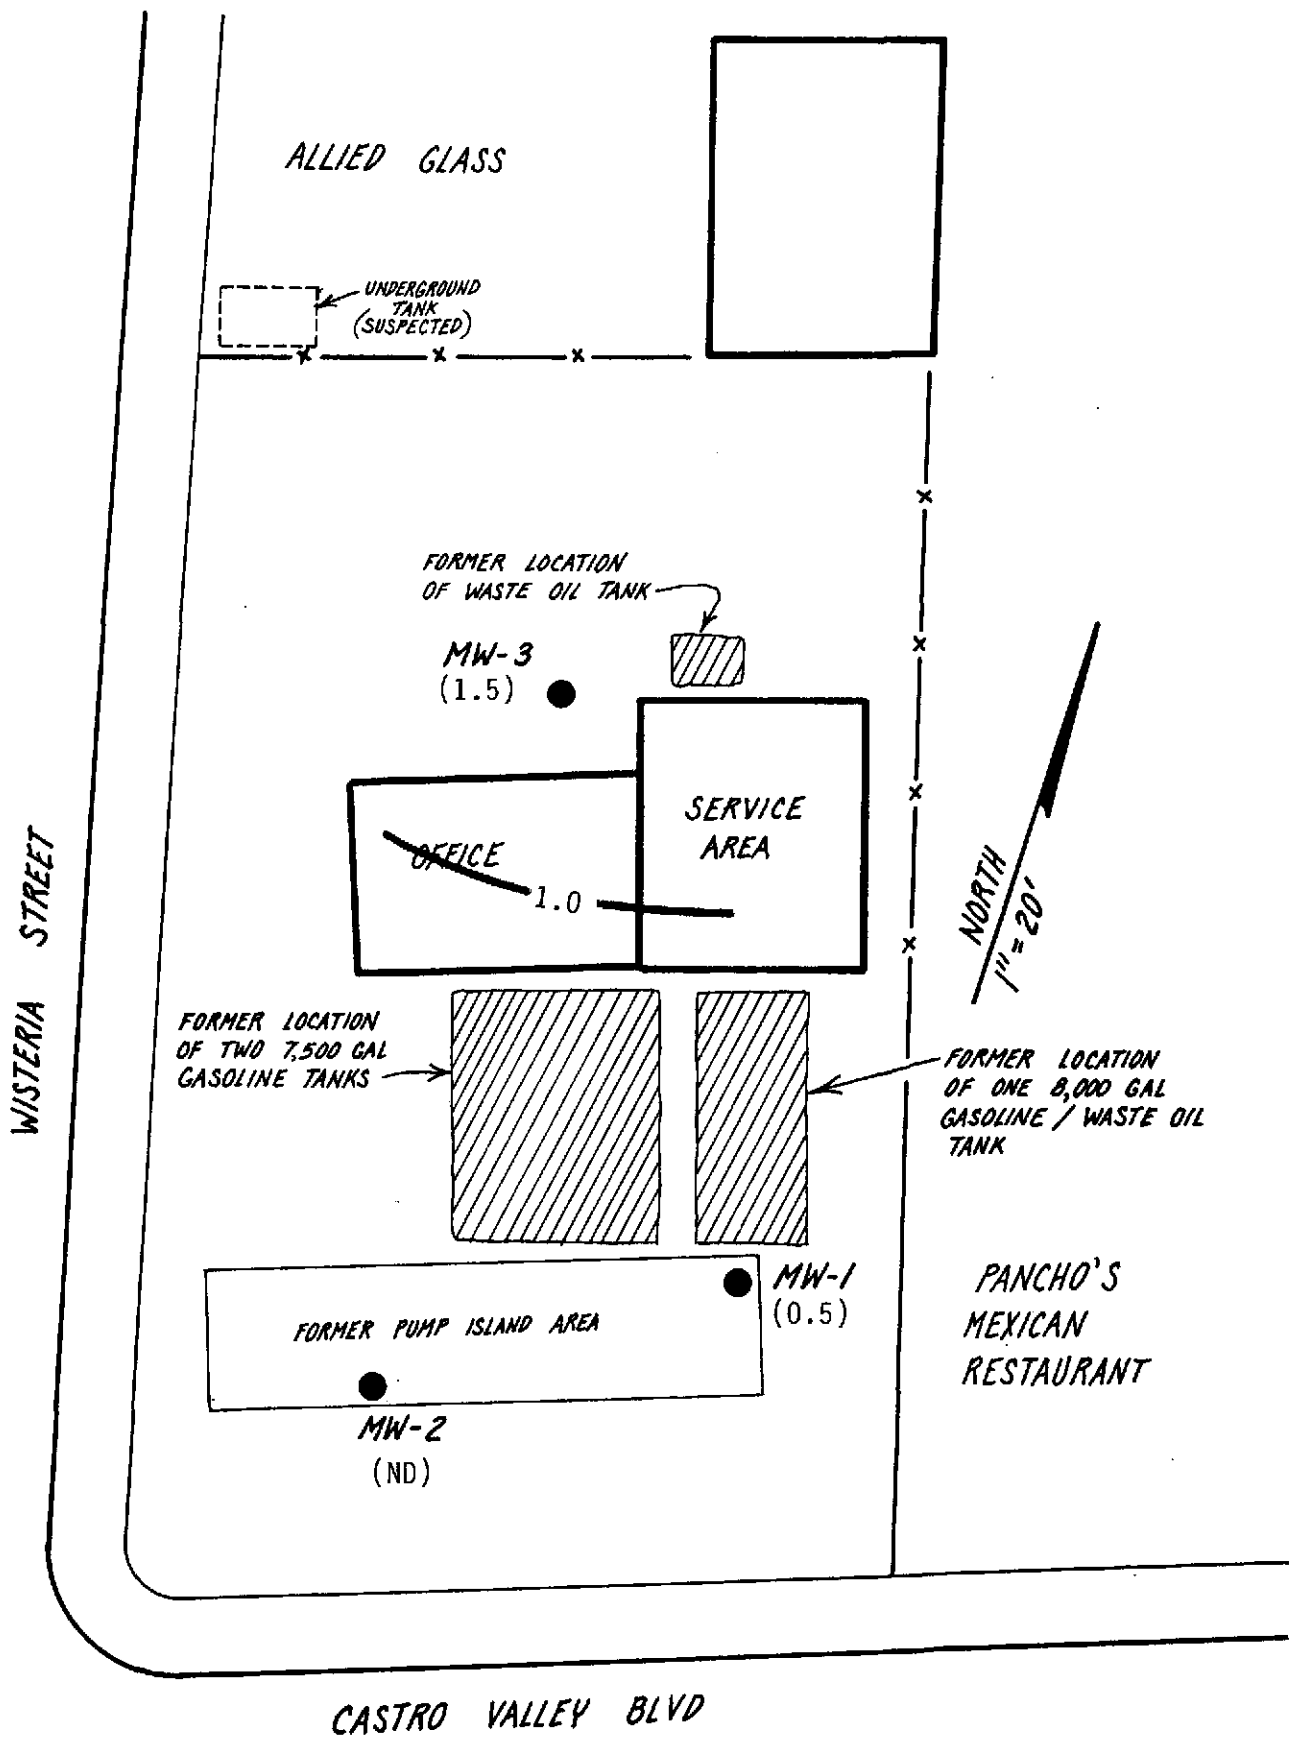 ALLIED GLASS
UNDERGROUND
TANK
(SUSPECTED)
FORMER LOCATION
OF WASTE OIL TANK
MW-3
(1.5)
SERVICE
AREA
OFFICE
1.0
NORTH
1"=20'
WISTERIA STREET
FORMER LOCATION
OF TWO 7,500 GAL
GASOLINE TANKS
FORMER LOCATION
OF ONE 8,000 GAL
GASOLINE / WASTE OIL
TANK
MW-1
(0.5)
FORMER PUMP ISLAND AREA
MW-2
(ND)
PANCHO'S
MEXICAN
RESTAURANT
CASTRO VALLEY BLVD